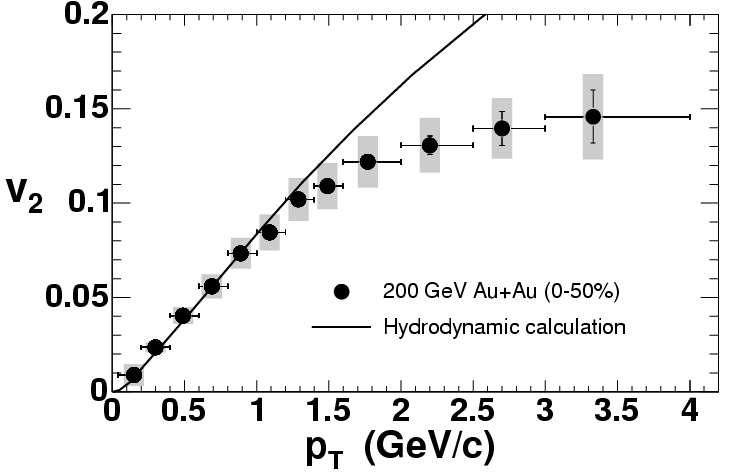 0.2
0.15
v2
0.1
200 GeV Au+Au (0-50%)
0.05
Hydrodynamic calculation
0
0 0.5 1 1.5 2 2.5 3 3.5 4
pT (GeV/c)